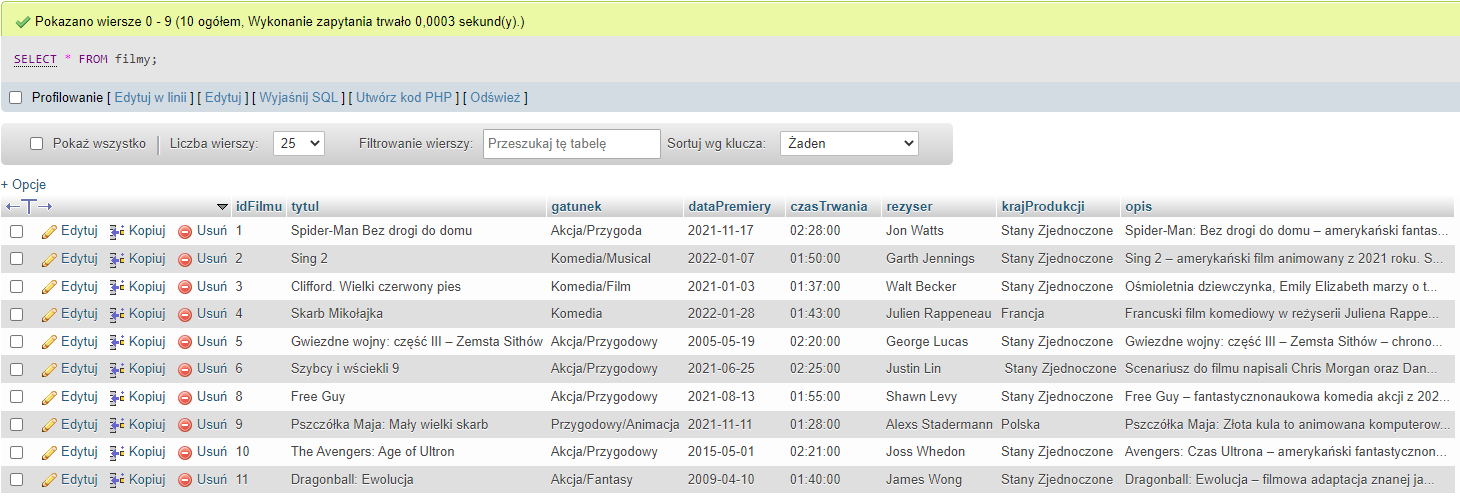 Pokazano wiersze 0 - 9 (10 ogółem, Wykonanie zapytania trwało 0,0003 sekund(y).)
SELECT * FROM filmy;
Profilowanie [ Edytuj w linii ] [ Edytuj ] [ Wyjaśnij SQL ] [ Utwórz kod PHP ] [ Odśwież ]
Pokaż wszystko Liczba wierszy: 25 Filtrowanie wierszy: Przeszukaj tę tabelę Sortuj wg klucza: Żaden
+ Opcje
←T→ idFilmu tytul gatunek dataPremiery czasTrwania rezyser krajProdukcji opis
Edytuj Kopiuj Usuń 1 Spider-Man Bez drogi do domu Akcja/Przygoda 2021-11-17 02:28:00 Jon Watts Stany Zjednoczone Spider-Man: Bez drogi do domu – amerykański fantas...
Edytuj Kopiuj Usuń 2 Sing 2 Komedia/Musical 2022-01-07 01:50:00 Garth Jennings Stany Zjednoczone Sing 2 – amerykański film animowany z 2021 roku. S...
Edytuj Kopiuj Usuń 3 Clifford. Wielki czerwony pies Komedia/Film 2021-01-03 01:37:00 Walt Becker Stany Zjednoczone Ośmioletnia dziewczynka, Emily Elizabeth marzy o t...
Edytuj Kopiuj Usuń 4 Skarb Mikołajka Komedia 2022-01-28 01:43:00 Julien Rappeneau Francja Francuski film komediowy w reżyserii Juliena Rappe...
Edytuj Kopiuj Usuń 5 Gwiezdne wojny: część III – Zemsta Sithów Akcja/Przygodowy 2005-05-19 02:20:00 George Lucas Stany Zjednoczone Gwiezdne wojny: część III – Zemsta Sithów – chrono...
Edytuj Kopiuj Usuń 6 Szybcy i wściekli 9 Akcja/Przygodowy 2021-06-25 02:25:00 Justin Lin Stany Zjednoczone Scenariusz do filmu napisali Chris Morgan oraz Dan...
Edytuj Kopiuj Usuń 8 Free Guy Akcja/Przygodowy 2021-08-13 01:55:00 Shawn Levy Stany Zjednoczone Free Guy – fantastycznonaukowa komedia akcji z 202...
Edytuj Kopiuj Usuń 9 Pszczółka Maja: Mały wielki skarb Przygodowy/Animacja 2021-11-11 01:28:00 Alexs Stadermann Polska Pszczółka Maja: Złota kula to animowana komputerow...
Edytuj Kopiuj Usuń 10 The Avengers: Age of Ultron Akcja/Przygodowy 2015-05-01 02:21:00 Joss Whedon Stany Zjednoczone Avengers: Czas Ultrona – amerykański fantastycznon...
Edytuj Kopiuj Usuń 11 Dragonball: Ewolucja Akcja/Fantasy 2009-04-10 01:40:00 James Wong Stany Zjednoczone Dragonball: Ewolucja – filmowa adaptacja znanej ja...